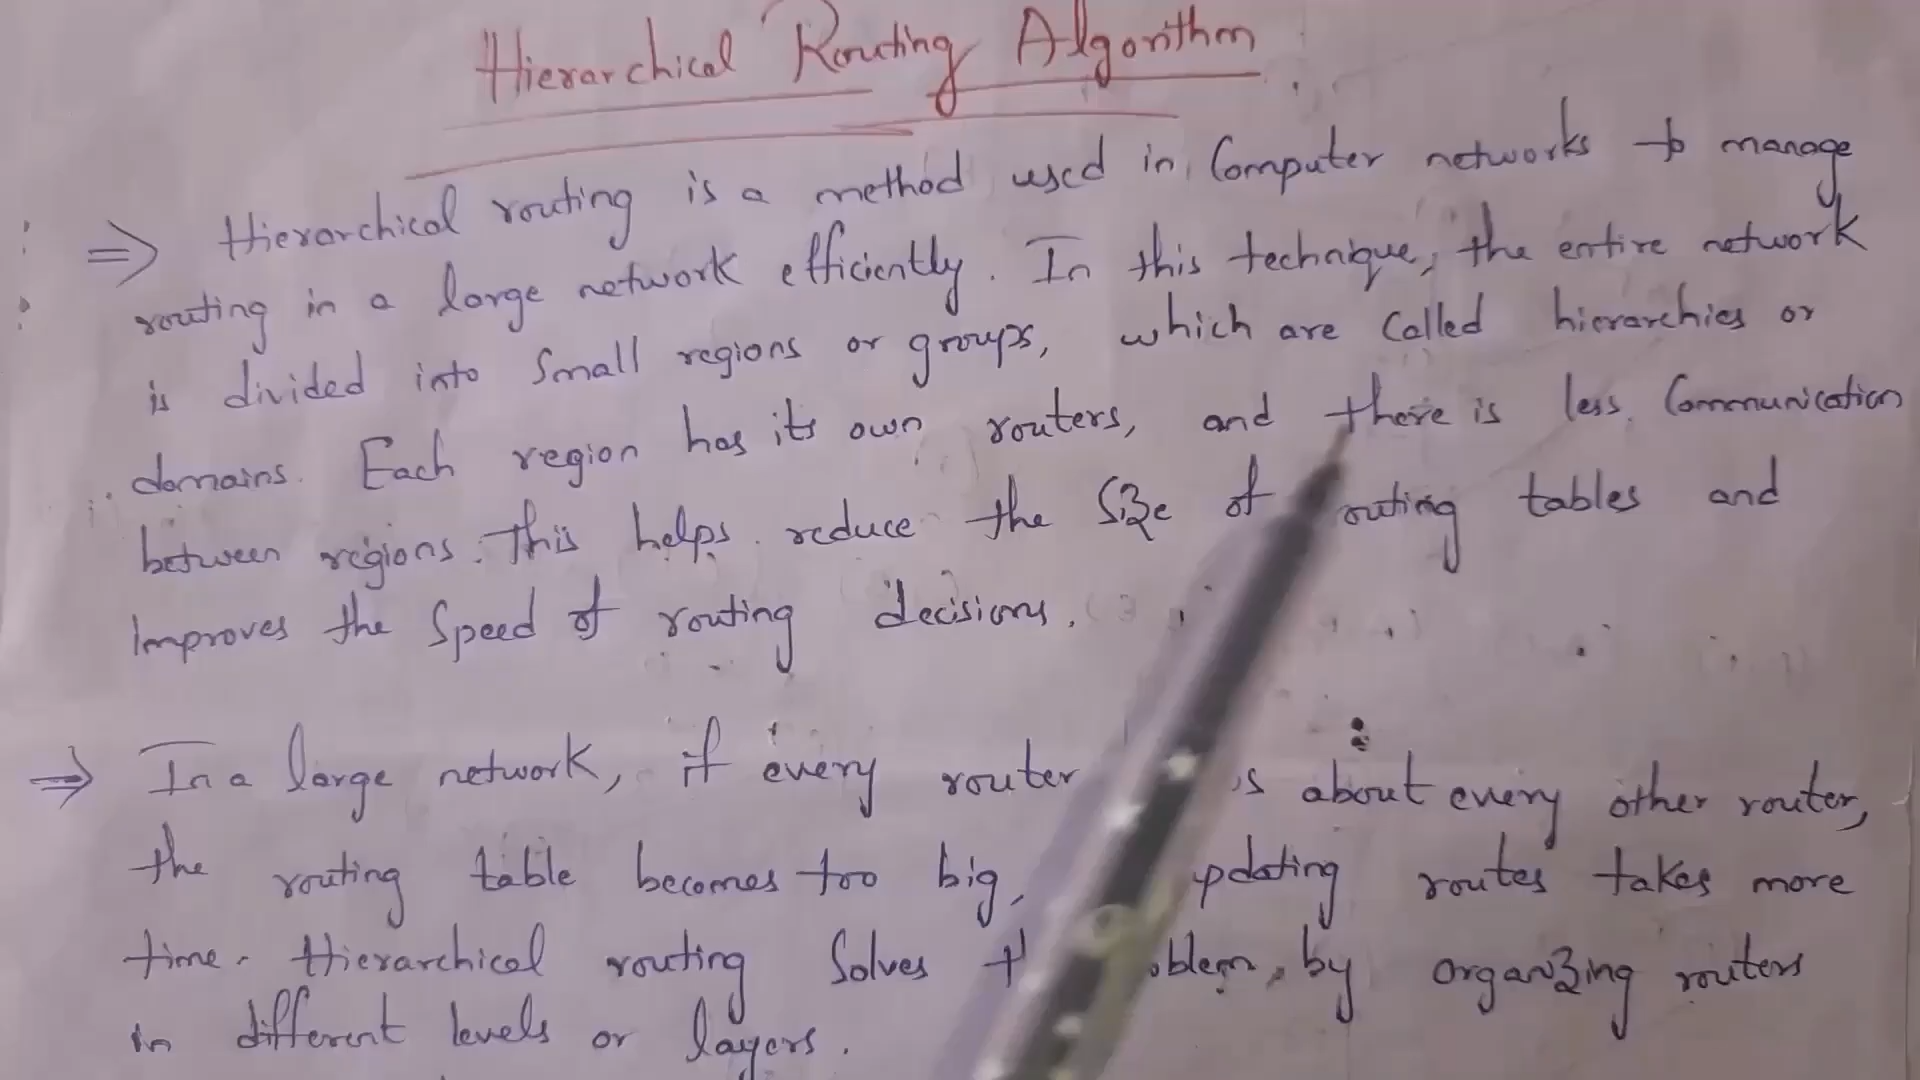 Hierarchical Routing Algorithm
⇒ Hierarchical routing is a method used in Computer networks to manage
routing in a large network efficiently. In this technique, the entire network
is divided into small regions or groups, which are called hierarchies or
domains. Each region has its own routers, and there is less Communication
between regions. This helps reduce the size of routing tables and
improves the speed of routing decisions.
⇒ In a large network, if every router about every other router,
the routing table becomes too big, routes takes more
time. Hierarchical routing solves by organizing routers
in different levels or layers.